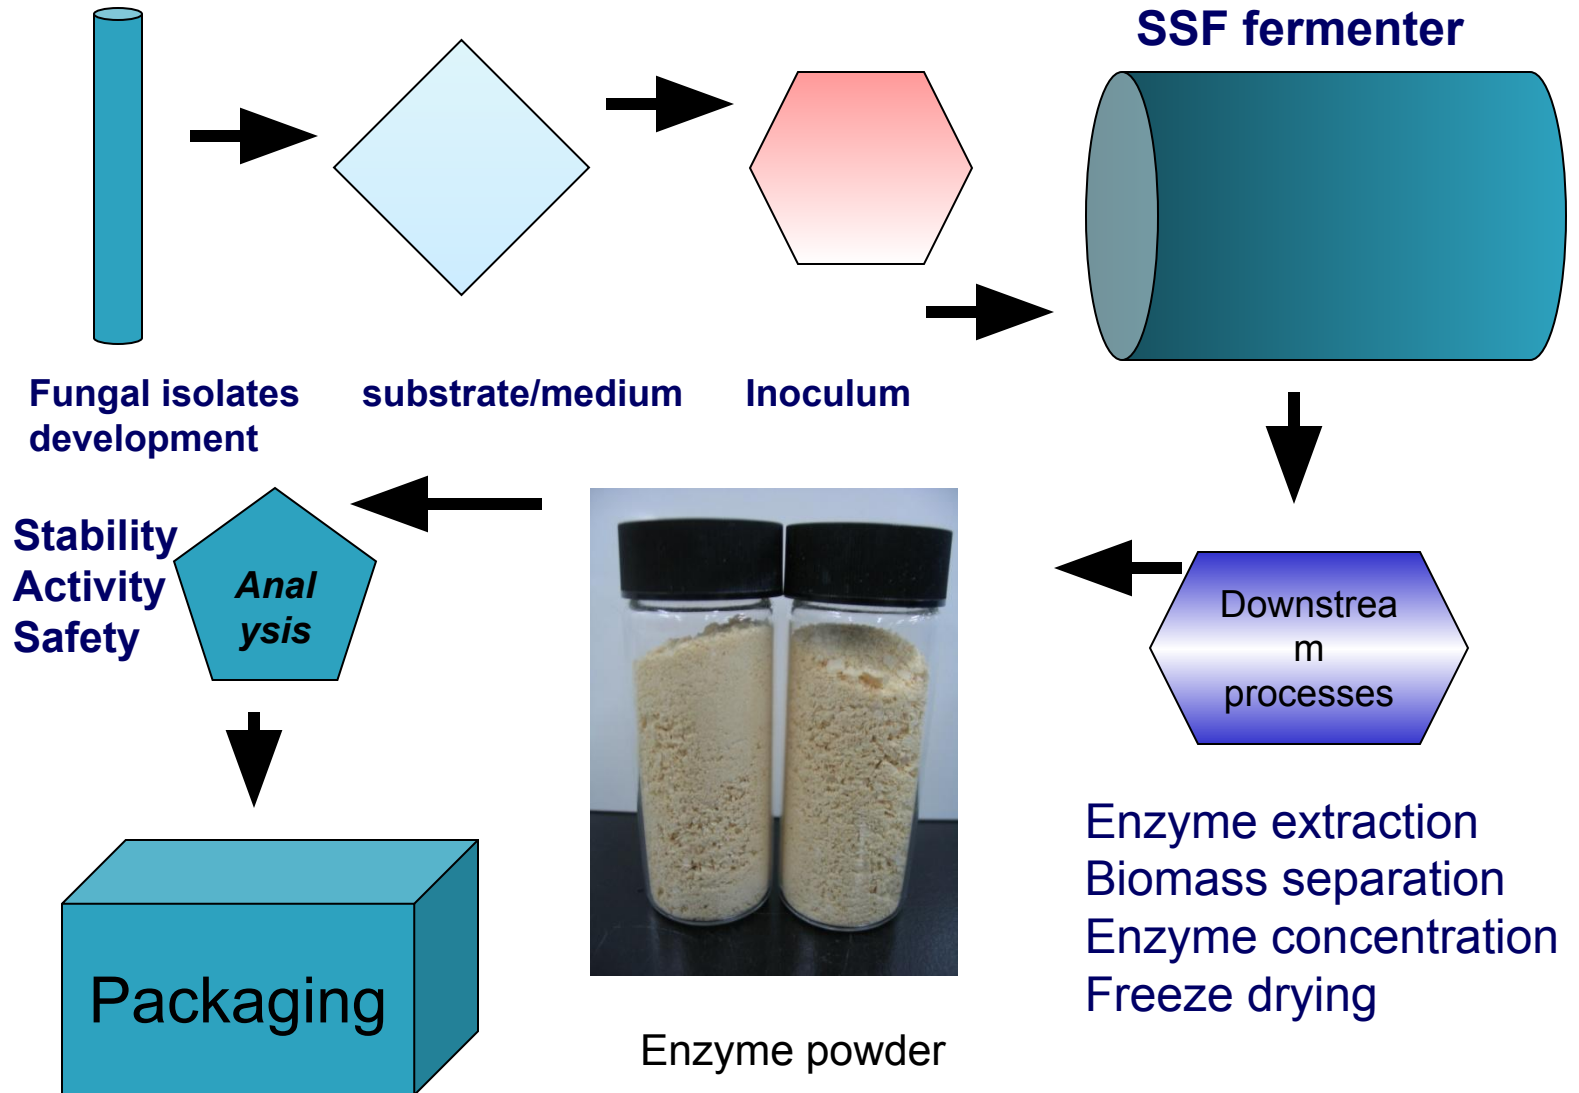 SSF fermenter
Fungal isolates
development
substrate/medium
Inoculum
Stability
Activity
Safety
Anal
ysis
Downstrea
m
processes
Enzyme extraction
Biomass separation
Enzyme concentration
Freeze drying
Packaging
Enzyme powder